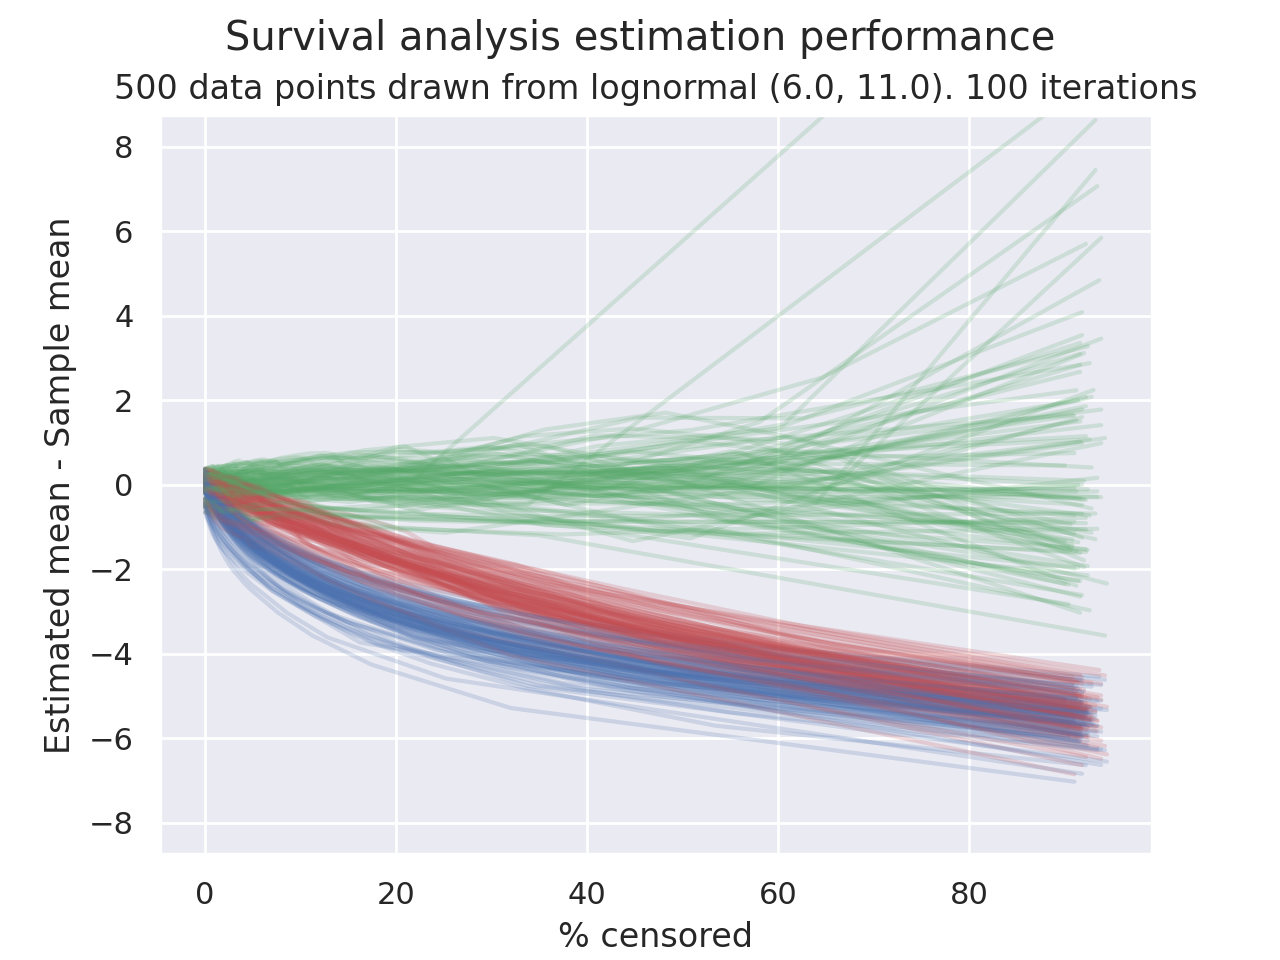 Survival analysis estimation performance
500 data points drawn from lognormal (6.0, 11.0). 100 iterations
8
6
4
2
0
−2
−4
−6
−8
Estimated mean - Sample mean
0 20 40 60 80
% censored